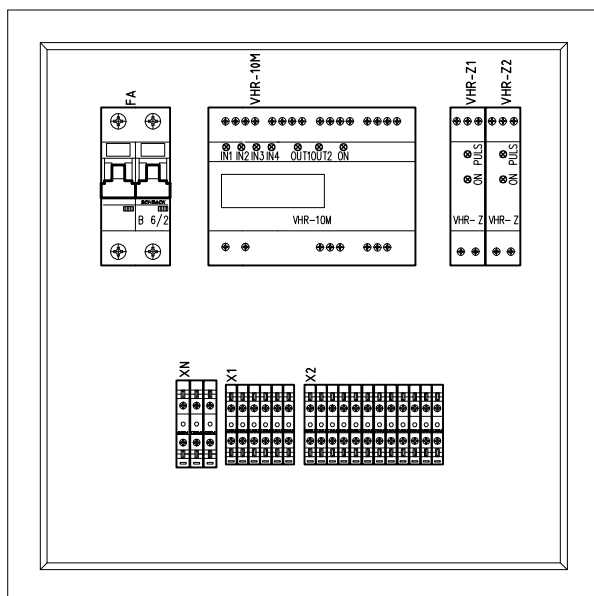 FA
VHR-10M
VHR-Z1
VHR-Z2
IN1 IN2 IN3 IN4 OUT1 OUT2 ON
VHR-10M
SCHRACK
B 6/2
ON PULS
ON PULS
VHR- Z
VHR- Z
XN
X1
X2